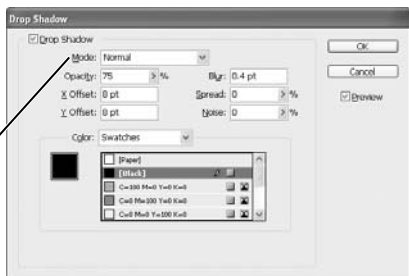 Drop Shadow
Drop Shadow
OK
Mode: Normal
Cancel
Opacity: 75 % Blur: 0.4 pt
X Offset: 0 pt Spread: 0 %
Preview
Y Offset: 0 pt Noise: 0 %
Color: Swatches
[Paper]
[Black]
C=100 M=0 Y=0 K=0
C=0 M=100 Y=0 K=0
C=0 M=0 Y=100 K=0